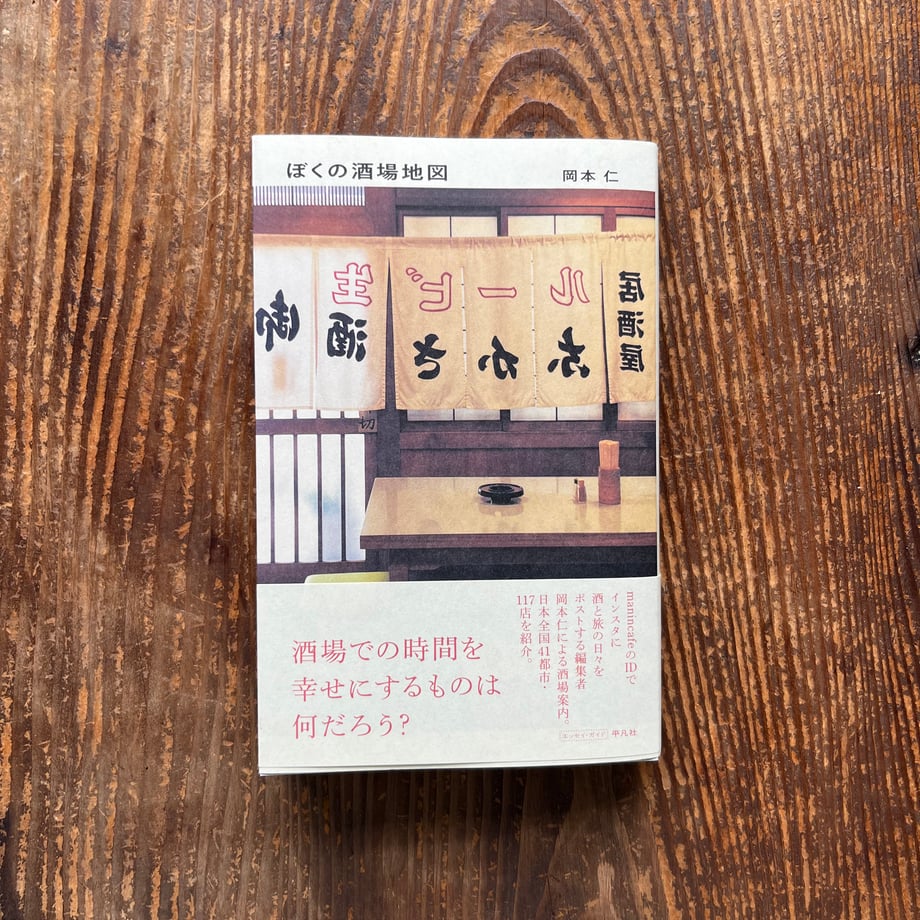 ぼくの酒場地図
岡本 仁
生ビール
御酒
居酒屋
切
酒場での時間を
幸せにするものは
何だろう?
manincafeのIDで
インスタに
酒と旅の日々を
ポストする編集者
岡本仁による酒場案内。
日本全国41都市・
117店を紹介。
エッセイ・ガイド
平凡社